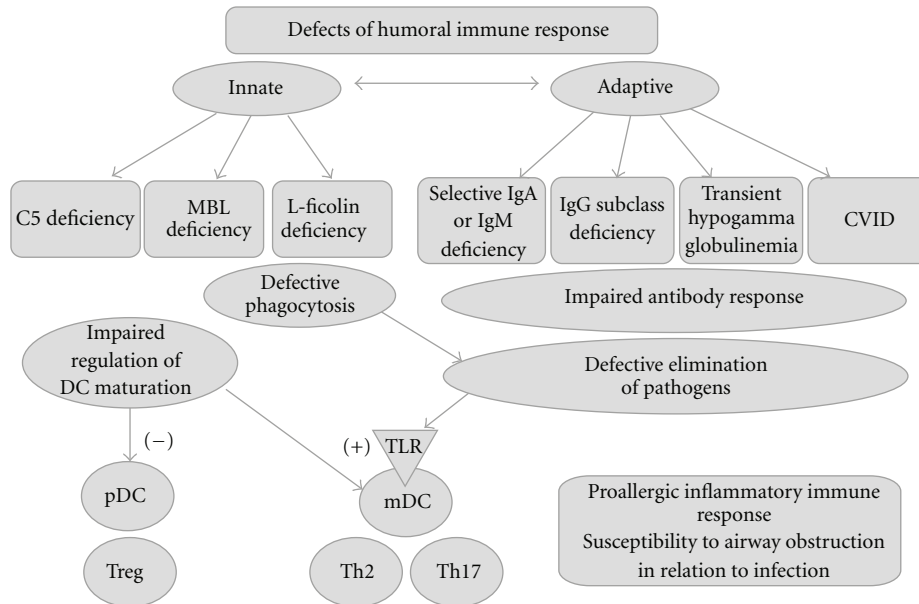 Defects of humoral immune response
Innate
Adaptive
C5 deficiency
MBL
deficiency
L-ficolin
deficiency
Selective IgA
or IgM
deficiency
IgG subclass
deficiency
Transient
hypogamma
globulinemia
CVID
Defective
phagocytosis
Impaired antibody response
Impaired
regulation of
DC maturation
Defective elimination
of pathogens
(−)
(+)
TLR
pDC
mDC
Treg
Th2
Th17
Proallergic inflammatory immune
response
Susceptibility to airway obstruction
in relation to infection